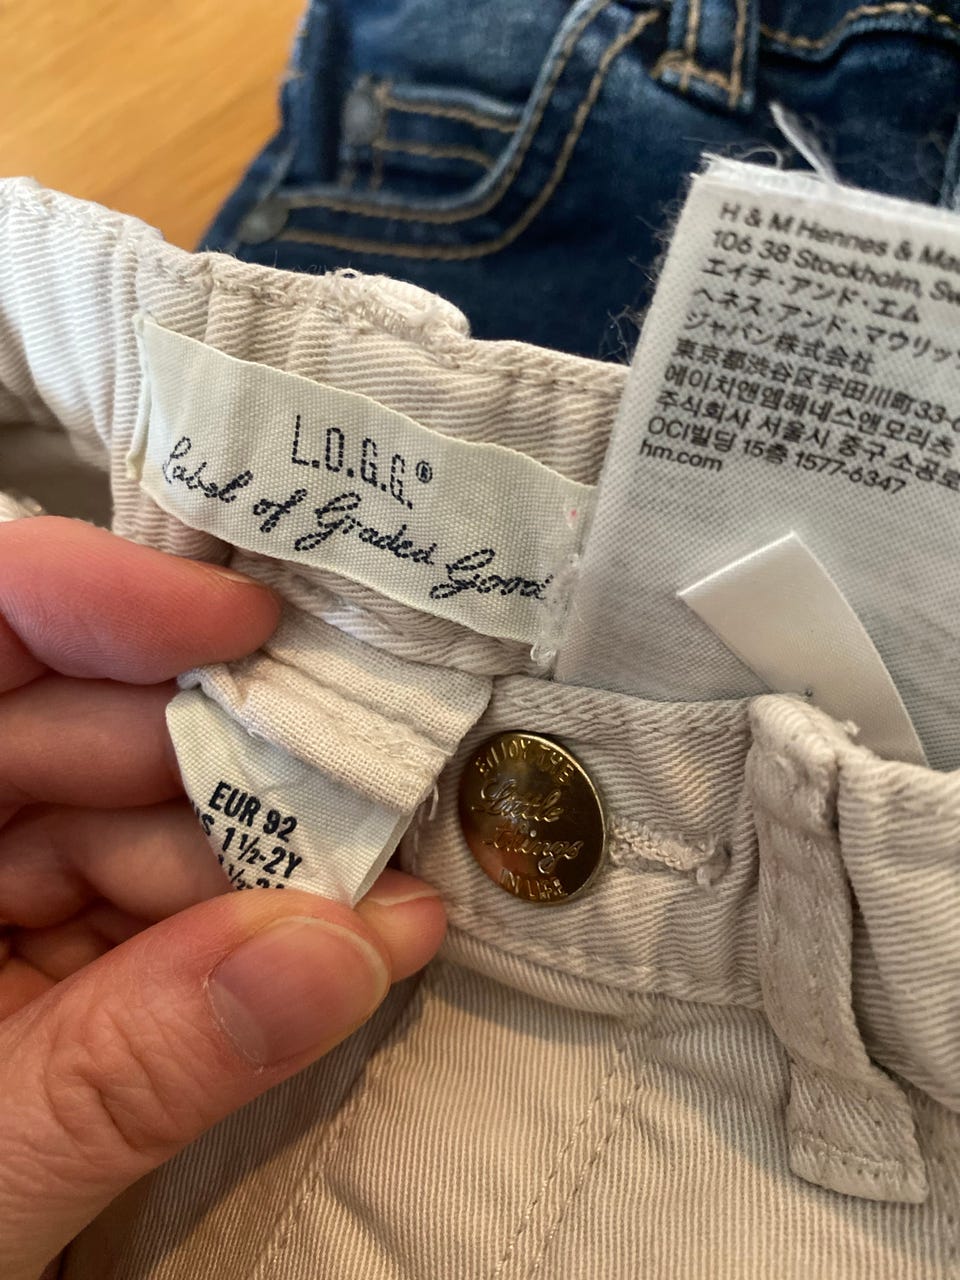 L.O.G.G.®
Label of Graded Good
H & M Hennes & Mau
106 38 Stockholm, Swe
エイチ・アンド・エム
ヘネス・アンド・マウリッツ
ジャパン株式会社
東京都渋谷区宇田川町33-6
에이치앤엠헤네스앤모리츠
주식회사 서울시 중구 소공로
OCI빌딩 15층 1577-6347
hm.com
EUR 92
1½-2Y
ENJOY THE
Little
things
IN LIFE